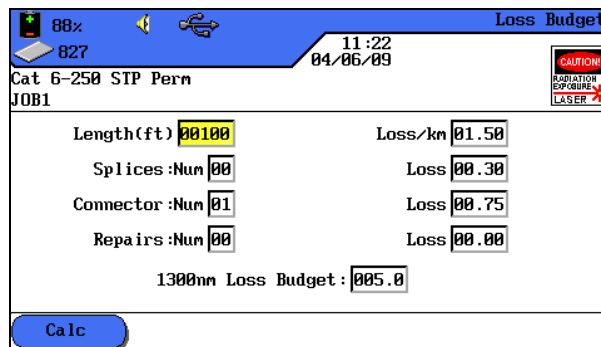 88% Loss Budget
827 11:22
04/06/09
CAUTION!
RADIATION
EXPOSURE
LASER
Cat 6-250 STP Perm
JOB1
Length(ft) 00100 Loss/km 01.50
Splices:Num 00 Loss 00.30
Connector:Num 01 Loss 00.75
Repairs:Num 00 Loss 00.00
1300nm Loss Budget: 005.0
Calc